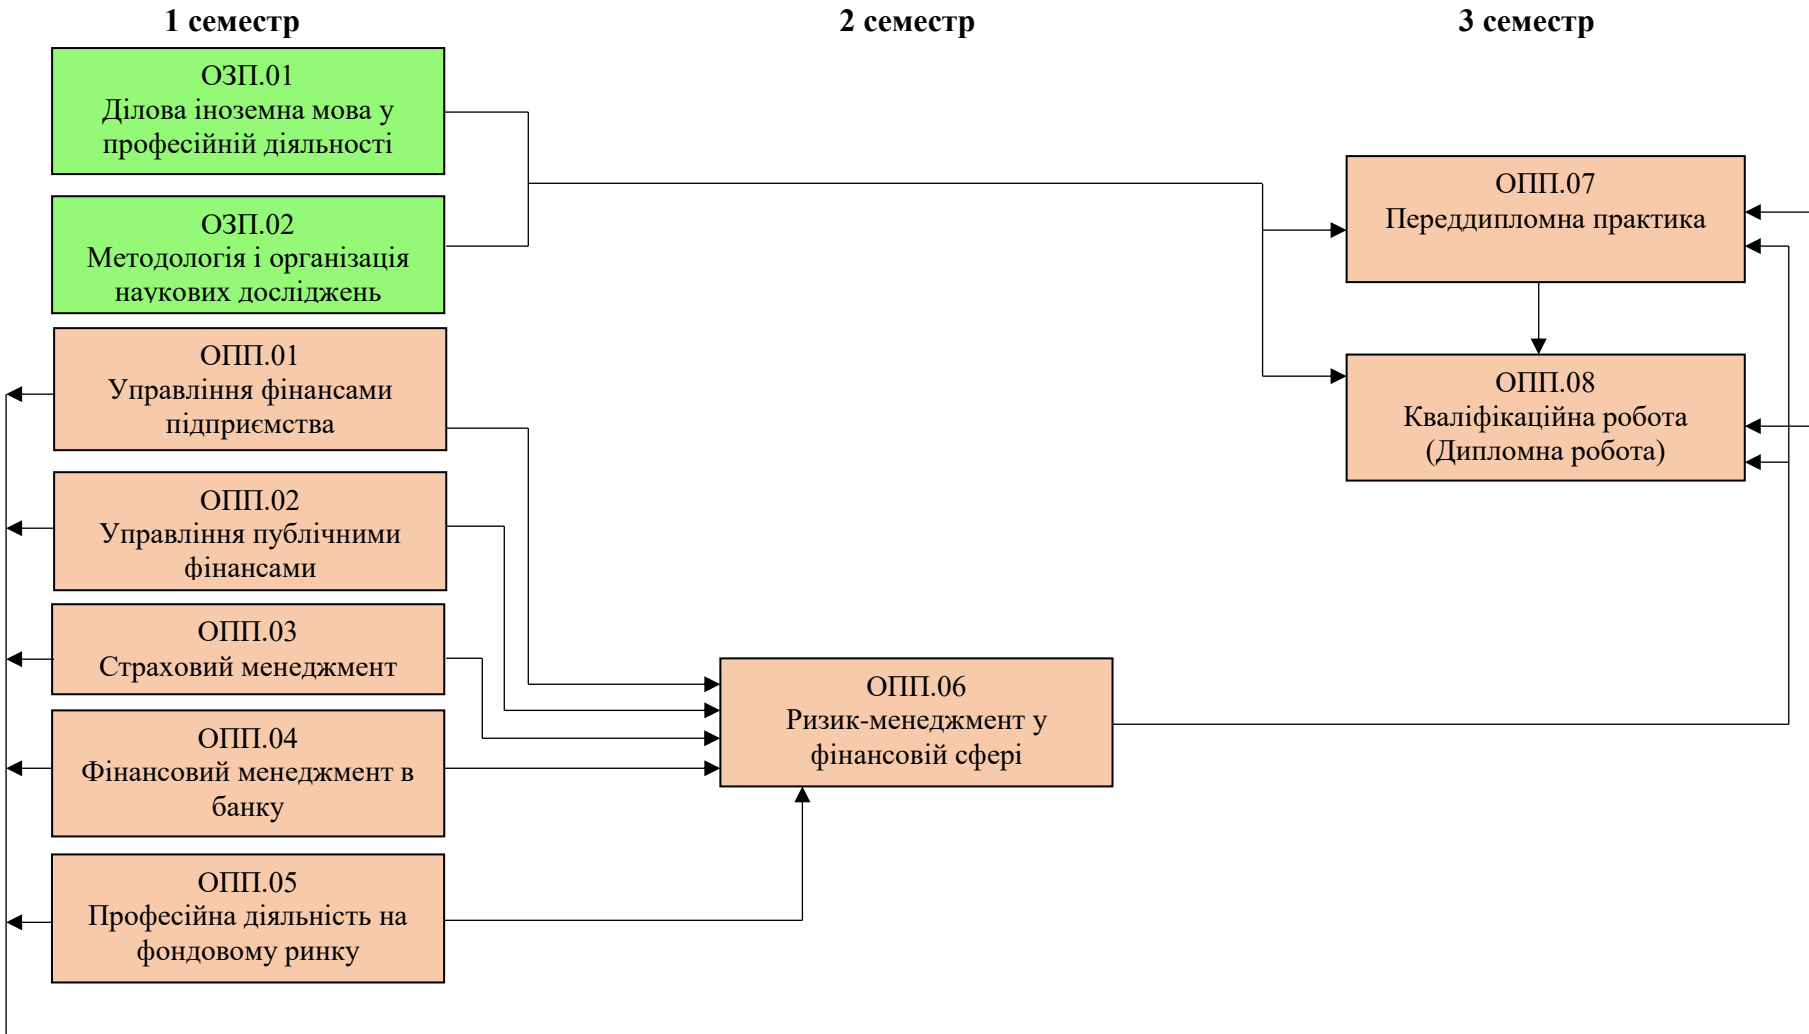 1 семестр
2 семестр
3 семестр
ОЗП.01
Ділова іноземна мова у
професійній діяльності
ОЗП.02
Методологія і організація
наукових досліджень
ОПП.01
Управління фінансами
підприємства
ОПП.02
Управління публічними
фінансами
ОПП.03
Страховий менеджмент
ОПП.04
Фінансовий менеджмент в
банку
ОПП.05
Професійна діяльність на
фондовому ринку
ОПП.06
Ризик-менеджмент у
фінансовій сфері
ОПП.07
Переддипломна практика
ОПП.08
Кваліфікаційна робота
(Дипломна робота)